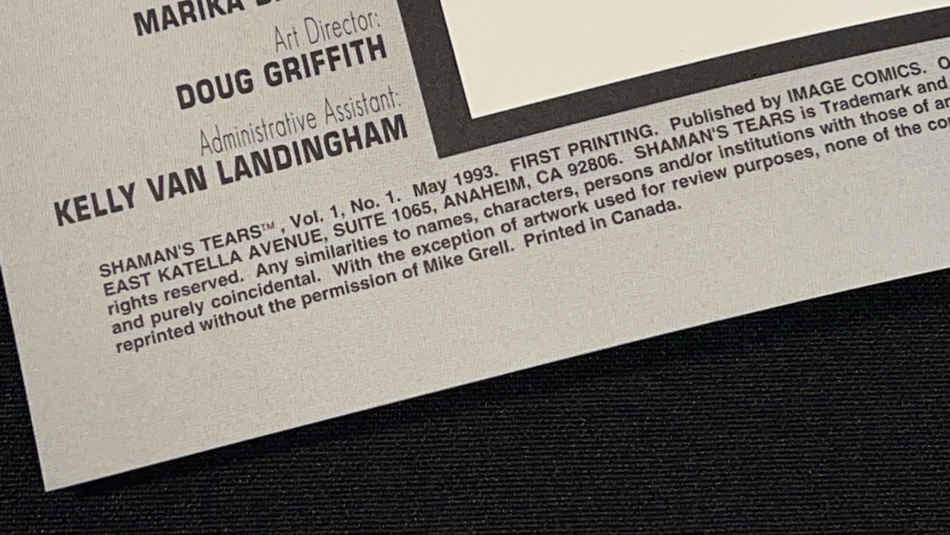 MARIKA
Art Director:
DOUG GRIFFITH
Administrative Assistant:
KELLY VAN LANDINGHAM
SHAMAN'S TEARS™, Vol. 1, No. 1. May 1993. FIRST PRINTING. Published by IMAGE COMICS.
EAST KATELLA AVENUE, SUITE 1065, ANAHEIM, CA 92806. SHAMAN'S TEARS is Trademark and
rights reserved. Any similarities to names, characters, persons and/or institutions with those of
and purely coincidental. With the exception of artwork used for review purposes, none of the
reprinted without the permission of Mike Grell. Printed in Canada.